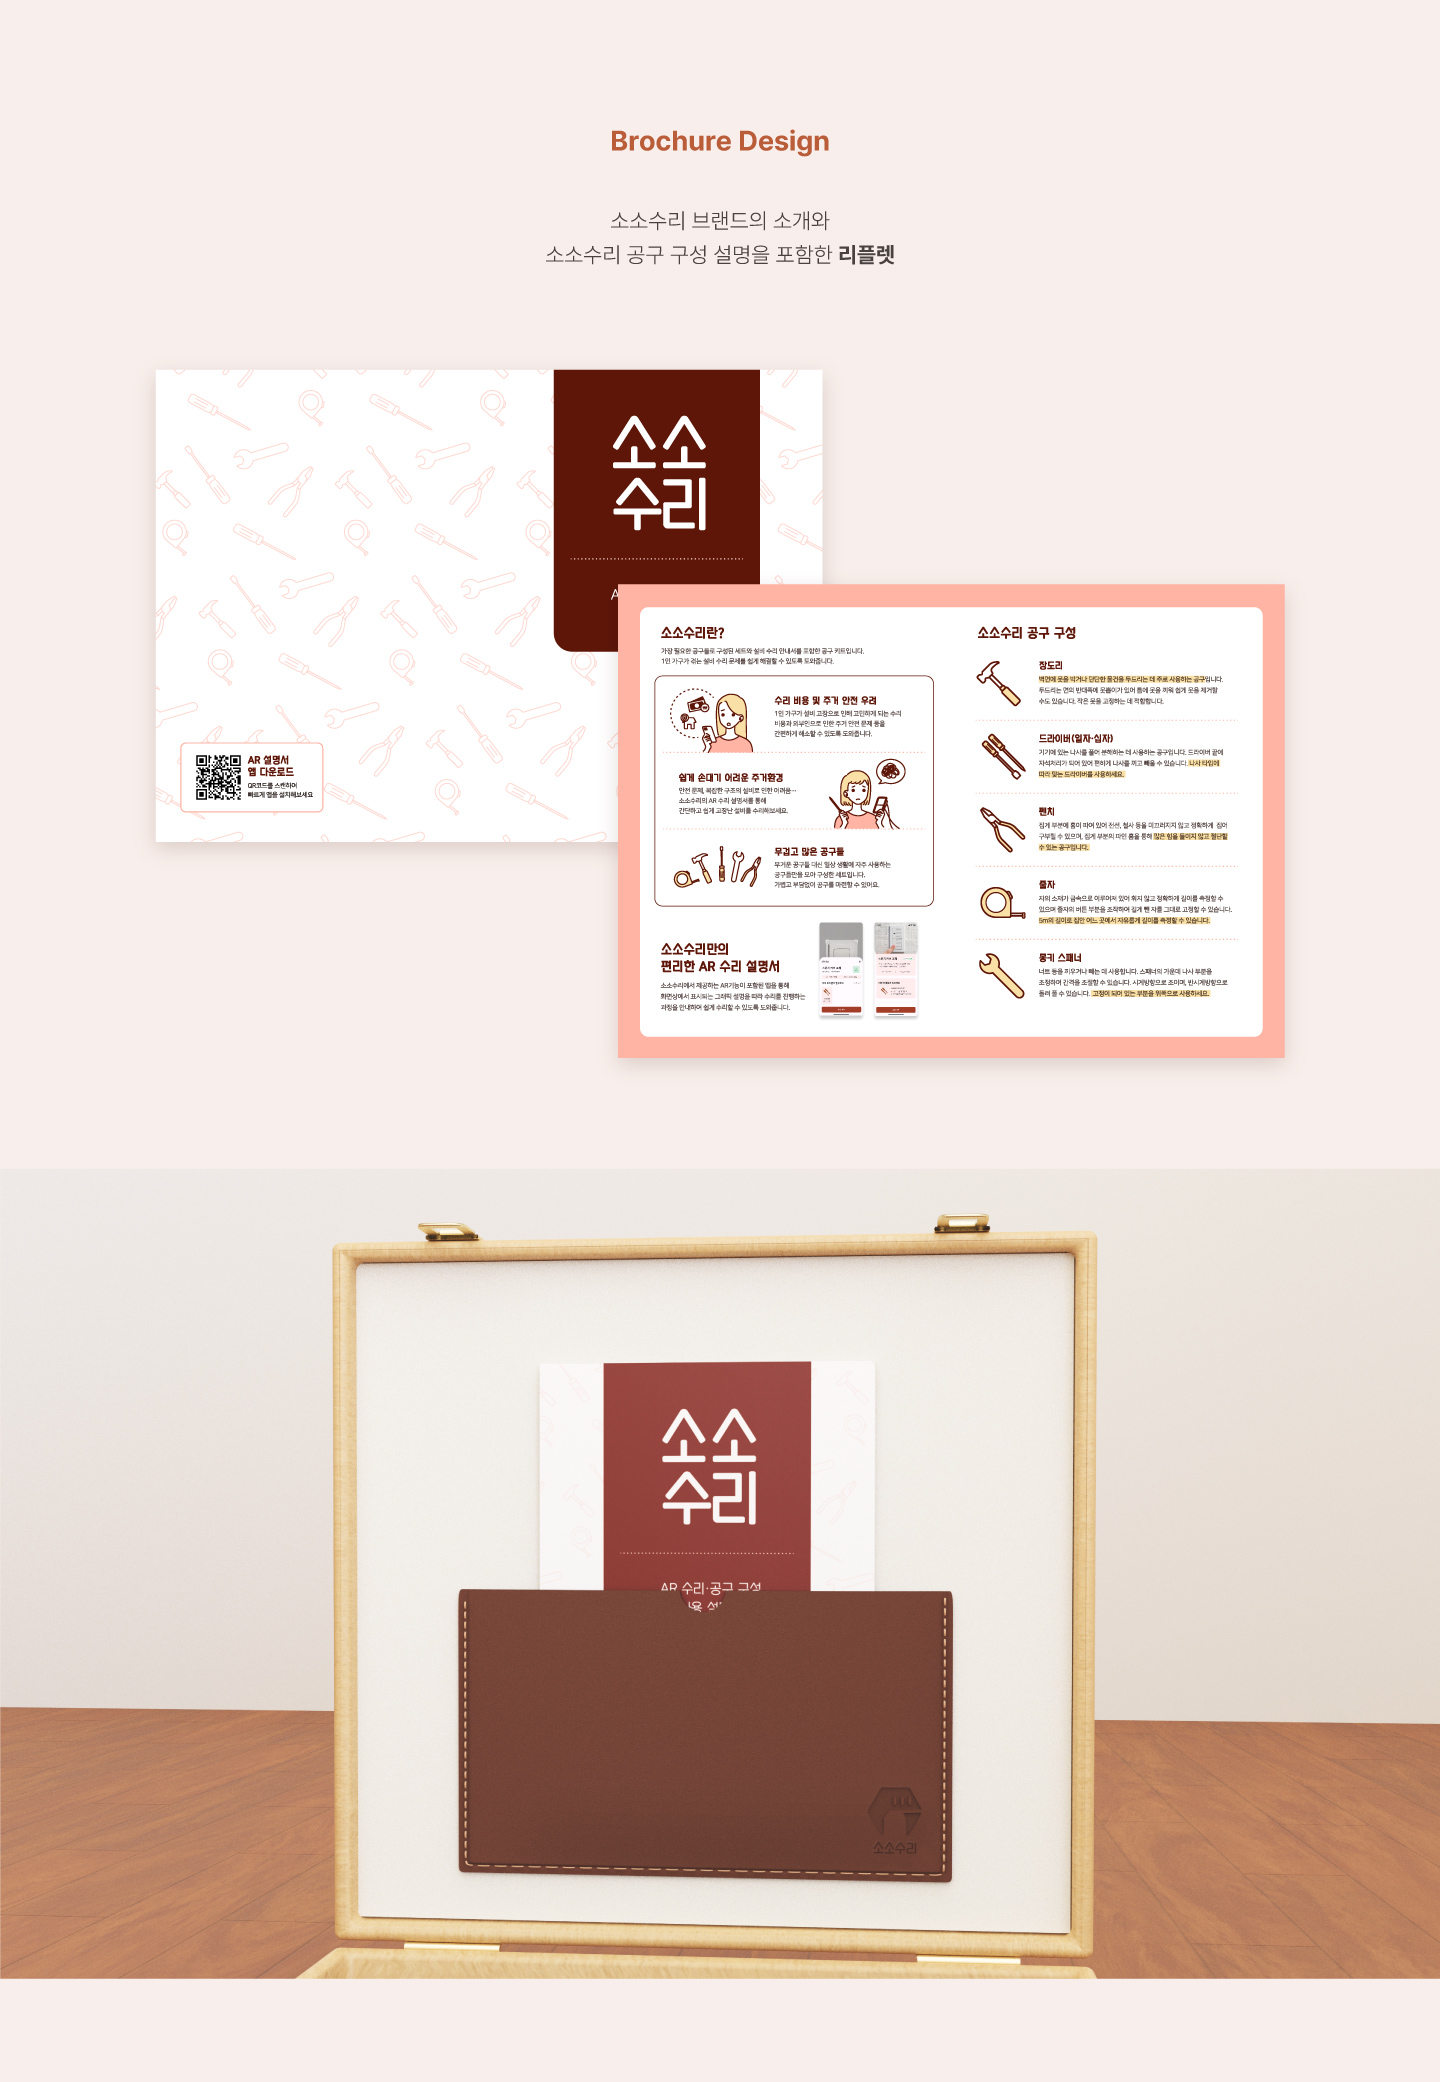 Brochure Design
소소수리 브랜드의 소개와
소소수리 공구 구성 설명을 포함한 리플렛
소소
수리
AR 설명서
앱 다운로드
QR코드를 스캔하여
빠르게 앱을 설치해보세요
소소수리란?
가장 필요한 공구들로 구성된 세트와 설비 수리 안내서를 포함한 공구 키트입니다.
1인 가구가 겪는 설비 수리 문제를 쉽게 해결할 수 있도록 도와줍니다.
수리 비용 및 주거 안전 우려
1인 가구가 설비 고장으로 인해 고민하게 되는 수리
비용과 외부인으로 인한 주거 안전 문제 등을
간편하게 해소할 수 있도록 도와줍니다.
쉽게 손대기 어려운 주거환경
안전 문제, 복잡한 구조의 설비로 인한 어려움…
소소수리의 AR 수리 설명서를 통해
간단하고 쉽게 고장난 설비를 수리해보세요.
무겁고 많은 공구들
무거운 공구들 대신 일상 생활에 자주 사용하는
공구들만을 모아 구성한 세트입니다.
가볍고 부담없이 공구를 마련할 수 있어요.
소소수리만의
편리한 AR 수리 설명서
소소수리에서 제공하는 AR기능이 포함된 앱을 통해
화면상에서 표시되는 그래픽 설명을 따라 수리를 진행하는
과정을 안내하여 쉽게 수리할 수 있도록 도와줍니다.
소소수리 공구 구성
장도리
벽면에 못을 박거나 단단한 물건을 두드리는 데 주로 사용하는 공구입니다.
두드리는 면의 반대쪽에 못뽑이가 있어 틈에 못을 끼워 쉽게 못을 제거할
수도 있습니다. 작은 못을 고정하는 데 적합합니다.
드라이버(일자·십자)
기기에 있는 나사를 풀어 분해하는 데 사용하는 공구입니다. 드라이버 끝에
자석처리가 되어 있어 편하게 나사를 끼고 빼올 수 있습니다. 나사 타입에
따라 맞는 드라이버를 사용하세요.
펜치
집게 부분에 홈이 파여 있어 전선, 철사 등을 미끄러지지 않고 정확하게 집어
구부릴 수 있으며, 집게 부분의 파인 홈을 통해 많은 힘을 들이지 않고 절단할
수 있는 공구입니다.
줄자
자의 소재가 금속으로 이루어져 있어 휘지 않고 정확하게 길이를 측정할 수
있으며 줄자의 버튼 부분을 조작하여 길게 뺀 자를 그대로 고정할 수 있습니다.
5m의 길이로 집안 어느 곳에서 자유롭게 길이를 측정할 수 있습니다.
몽키 스패너
너트 등을 끼우거나 빼는 데 사용합니다. 스패너의 가운데 나사 부분을
조정하여 간격을 조절할 수 있습니다. 시계방향으로 조이며, 반시계방향으로
돌려 풀 수 있습니다. 고정이 되어 있는 부분을 위쪽으로 사용하세요.
소소
수리
AR 수리·공구 구성
소소수리